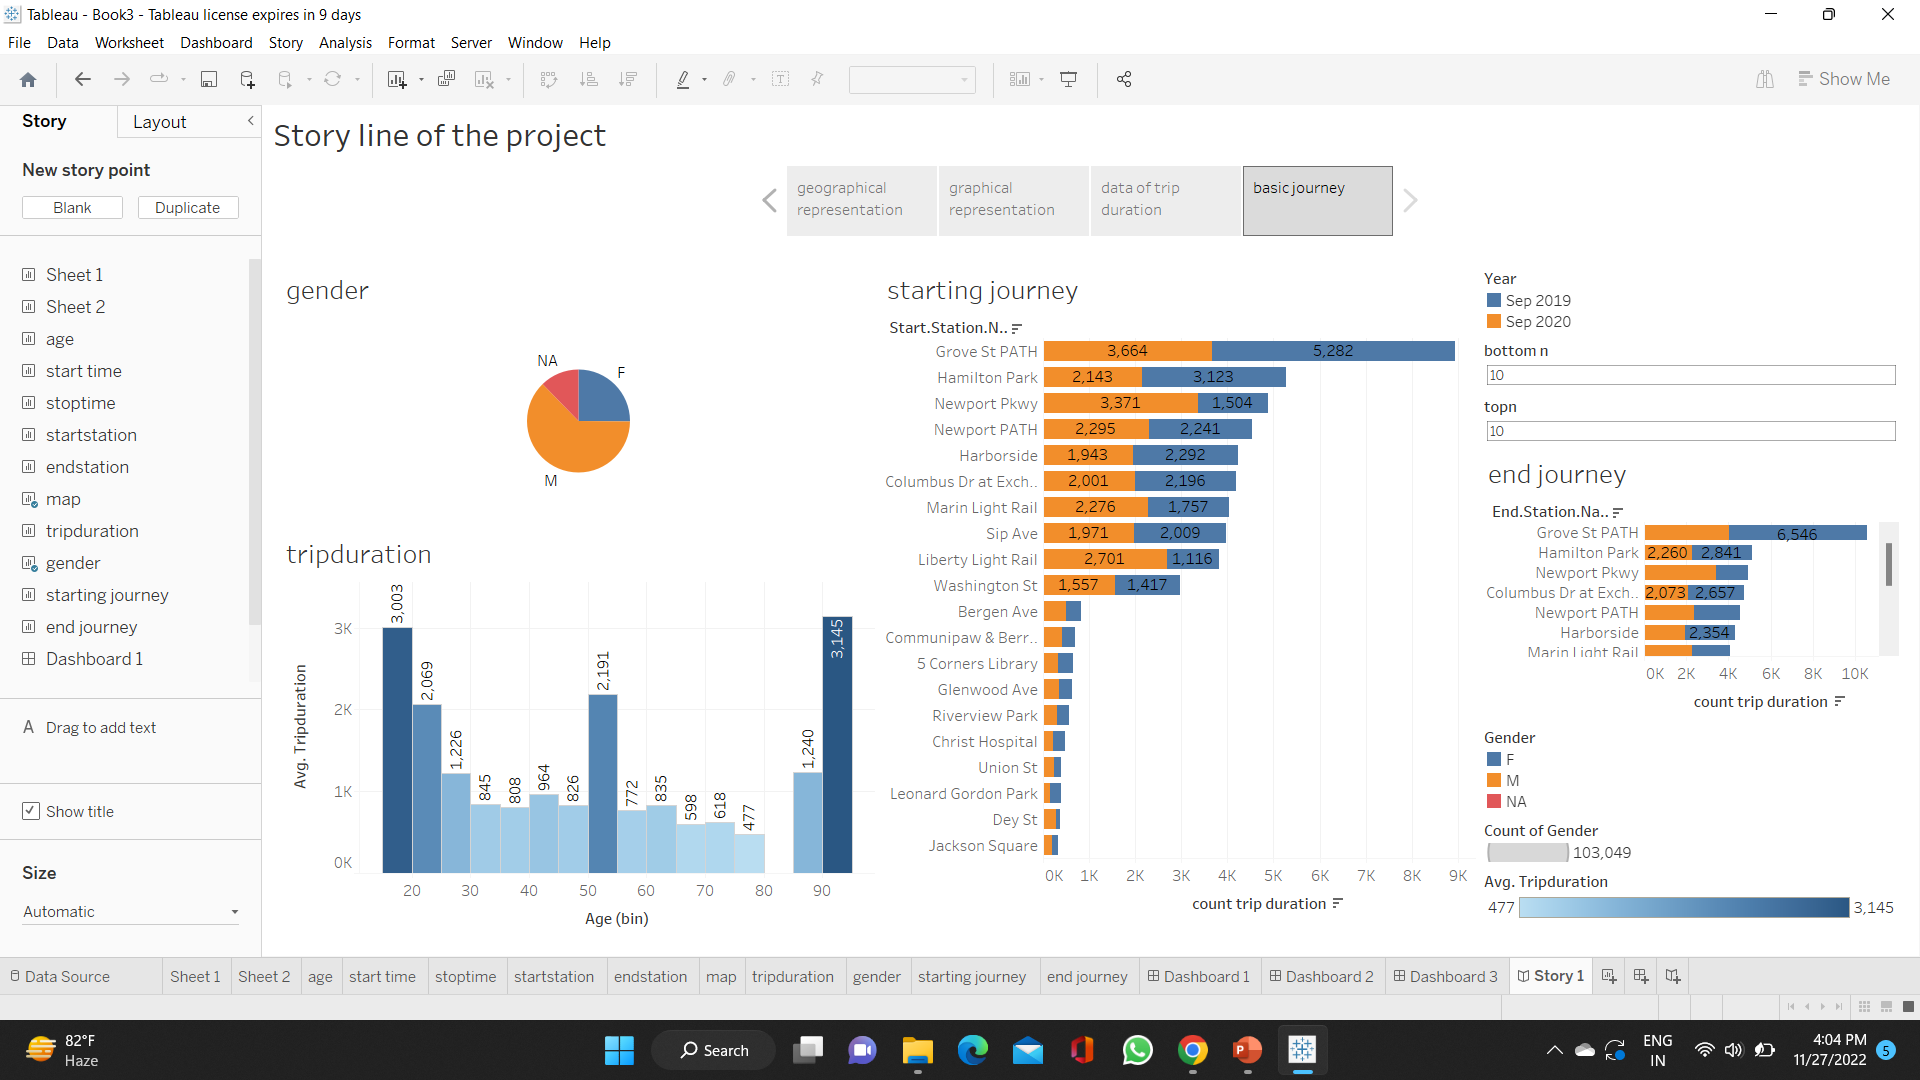 Tableau - Book3 - Tableau license expires in 9 days
File Data Worksheet Dashboard Story Analysis Format Server Window Help
Show Me
Story Layout
New story point
Blank Duplicate
Sheet 1
Sheet 2
age
start time
stoptime
startstation
endstation
map
tripduration
gender
starting journey
end journey
Dashboard 1
A Drag to add text
Show title
Size
Automatic
Story line of the project
geographical
representation
graphical
representation
data of trip
duration
basic journey
gender
NA
F
M
tripduration
Avg. Tripduration
3K
2K
1K
0K
3,003
2,069
1,226
845
808
964
826
2,191
772
835
598
618
477
1,240
3,145
20 30 40 50 60 70 80 90
Age (bin)
starting journey
Start.Station.N..
Grove St PATH 3,664 5,282
Hamilton Park 2,143 3,123
Newport Pkwy 3,371 1,504
Newport PATH 2,295 2,241
Harborside 1,943 2,292
Columbus Dr at Exch.. 2,001 2,196
Marin Light Rail 2,276 1,757
Sip Ave 1,971 2,009
Liberty Light Rail 2,701 1,116
Washington St 1,557 1,417
Bergen Ave
Communipaw & Berr..
5 Corners Library
Glenwood Ave
Riverview Park
Christ Hospital
Union St
Leonard Gordon Park
Dey St
Jackson Square
0K 1K 2K 3K 4K 5K 6K 7K 8K 9K
count trip duration
Year
Sep 2019
Sep 2020
bottom n
10
topn
10
end journey
End.Station.Na..
Grove St PATH 6,546
Hamilton Park 2,260 2,841
Newport Pkwy
Columbus Dr at Exch.. 2,073 2,657
Newport PATH
Harborside 2,354
Marin Light Rail
0K 2K 4K 6K 8K 10K
count trip duration
Gender
F
M
NA
Count of Gender
103,049
Avg. Tripduration
477 3,145
Data Source Sheet 1 Sheet 2 age start time stoptime startstation endstation map tripduration gender starting journey end journey Dashboard 1 Dashboard 2 Dashboard 3 Story 1
82°F
Haze
Search
ENG
IN
4:04 PM
11/27/2022
5